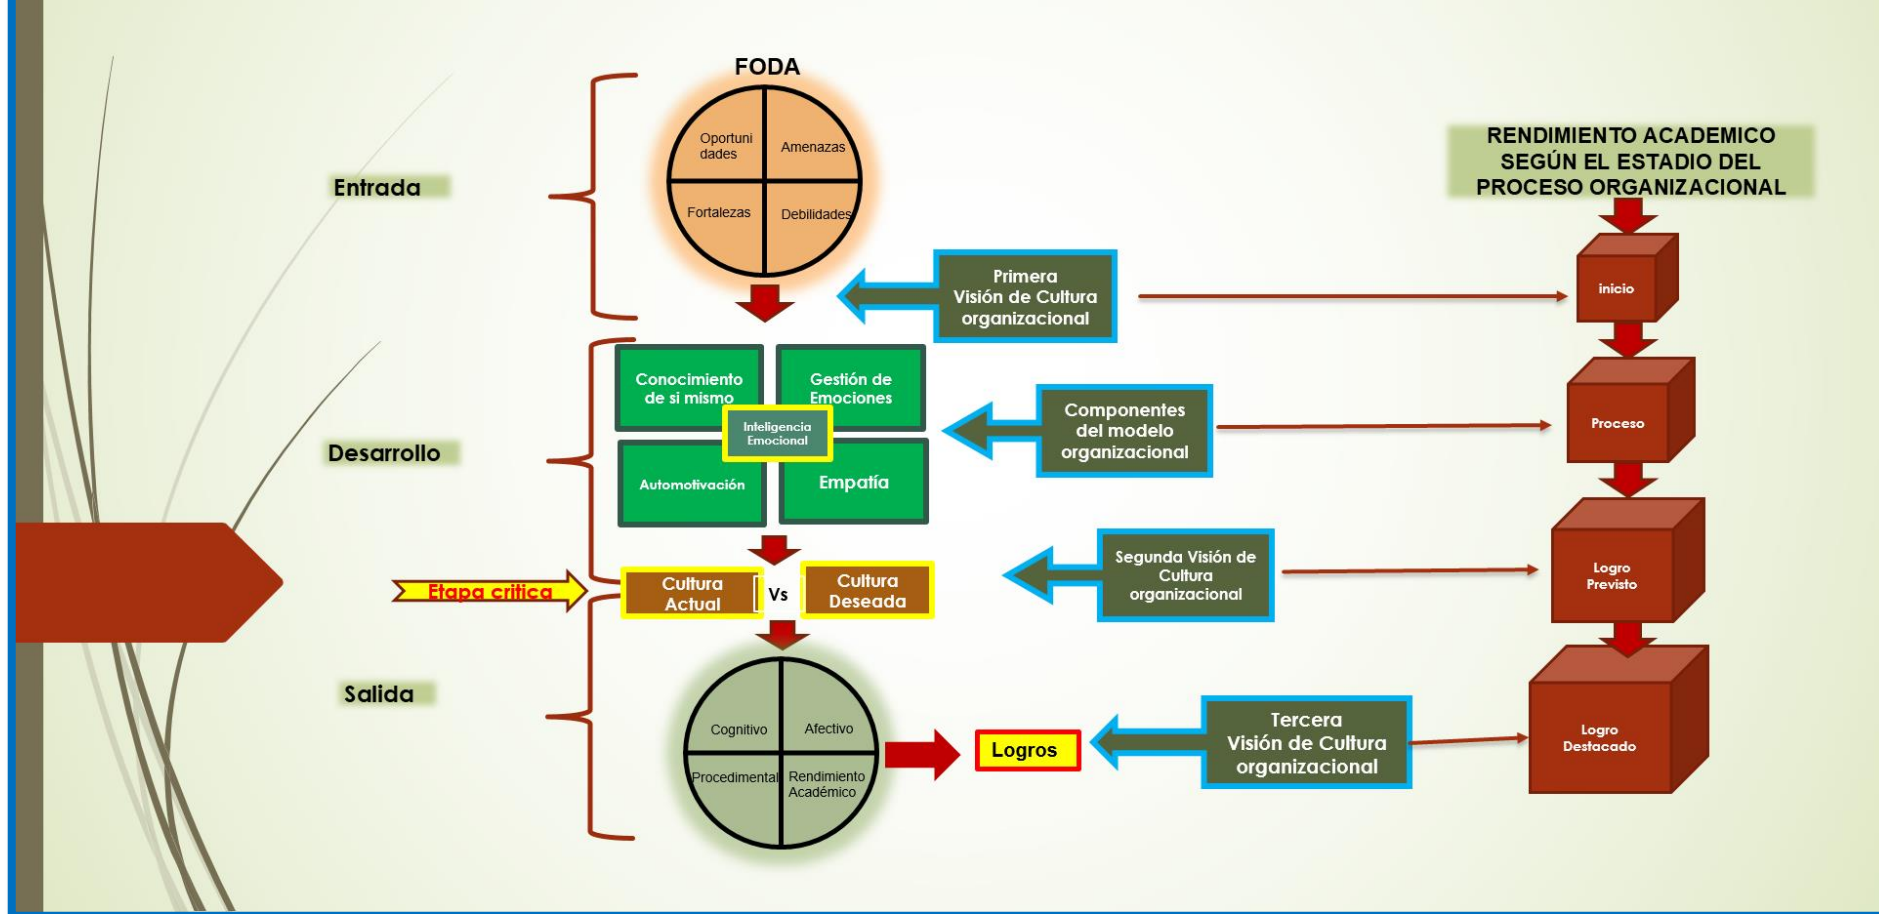 FODA
Oportuni
dades
Amenazas
Fortalezas
Debilidades
Entrada
RENDIMIENTO ACADEMICO
SEGÚN EL ESTADIO DEL
PROCESO ORGANIZACIONAL
Primera
Visión de Cultura
organizacional
inicio
Conocimiento
de si mismo
Gestión de
Emociones
Inteligencia
Emocional
Automotivación
Empatía
Desarrollo
Componentes
del modelo
organizacional
Proceso
Etapa critica
Cultura
Actual
Vs
Cultura
Deseada
Segunda Visión de
Cultura
organizacional
Logro
Previsto
Salida
Cognitivo
Afectivo
Procedimental
Rendimiento
Académico
Logros
Tercera
Visión de Cultura
organizacional
Logro
Destacado